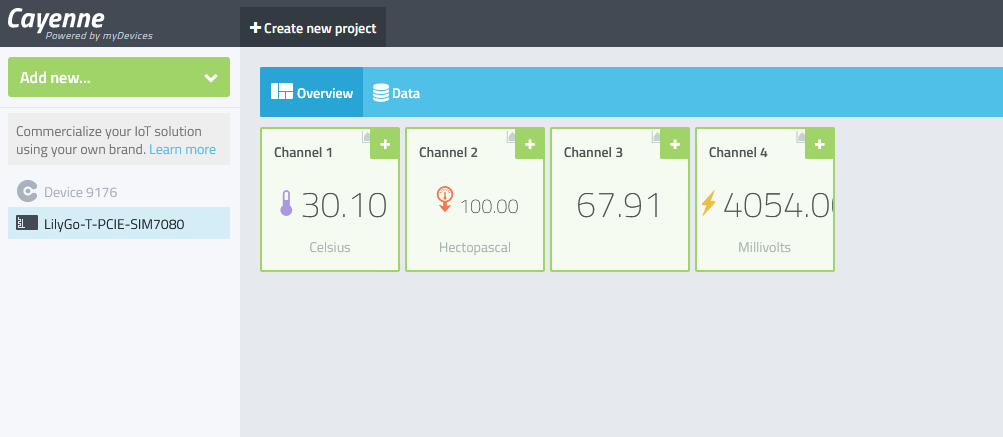 Cayenne
Powered by myDevices
+ Create new project
Add new...
Commercialize your IoT solution
using your own brand. Learn more
Device 9176
LilyGo-T-PCIE-SIM7080
Overview
Data
Channel 1
30.10
Celsius
Channel 2
100.00
Hectopascal
Channel 3
67.91
Channel 4
4054.0
Millivolts